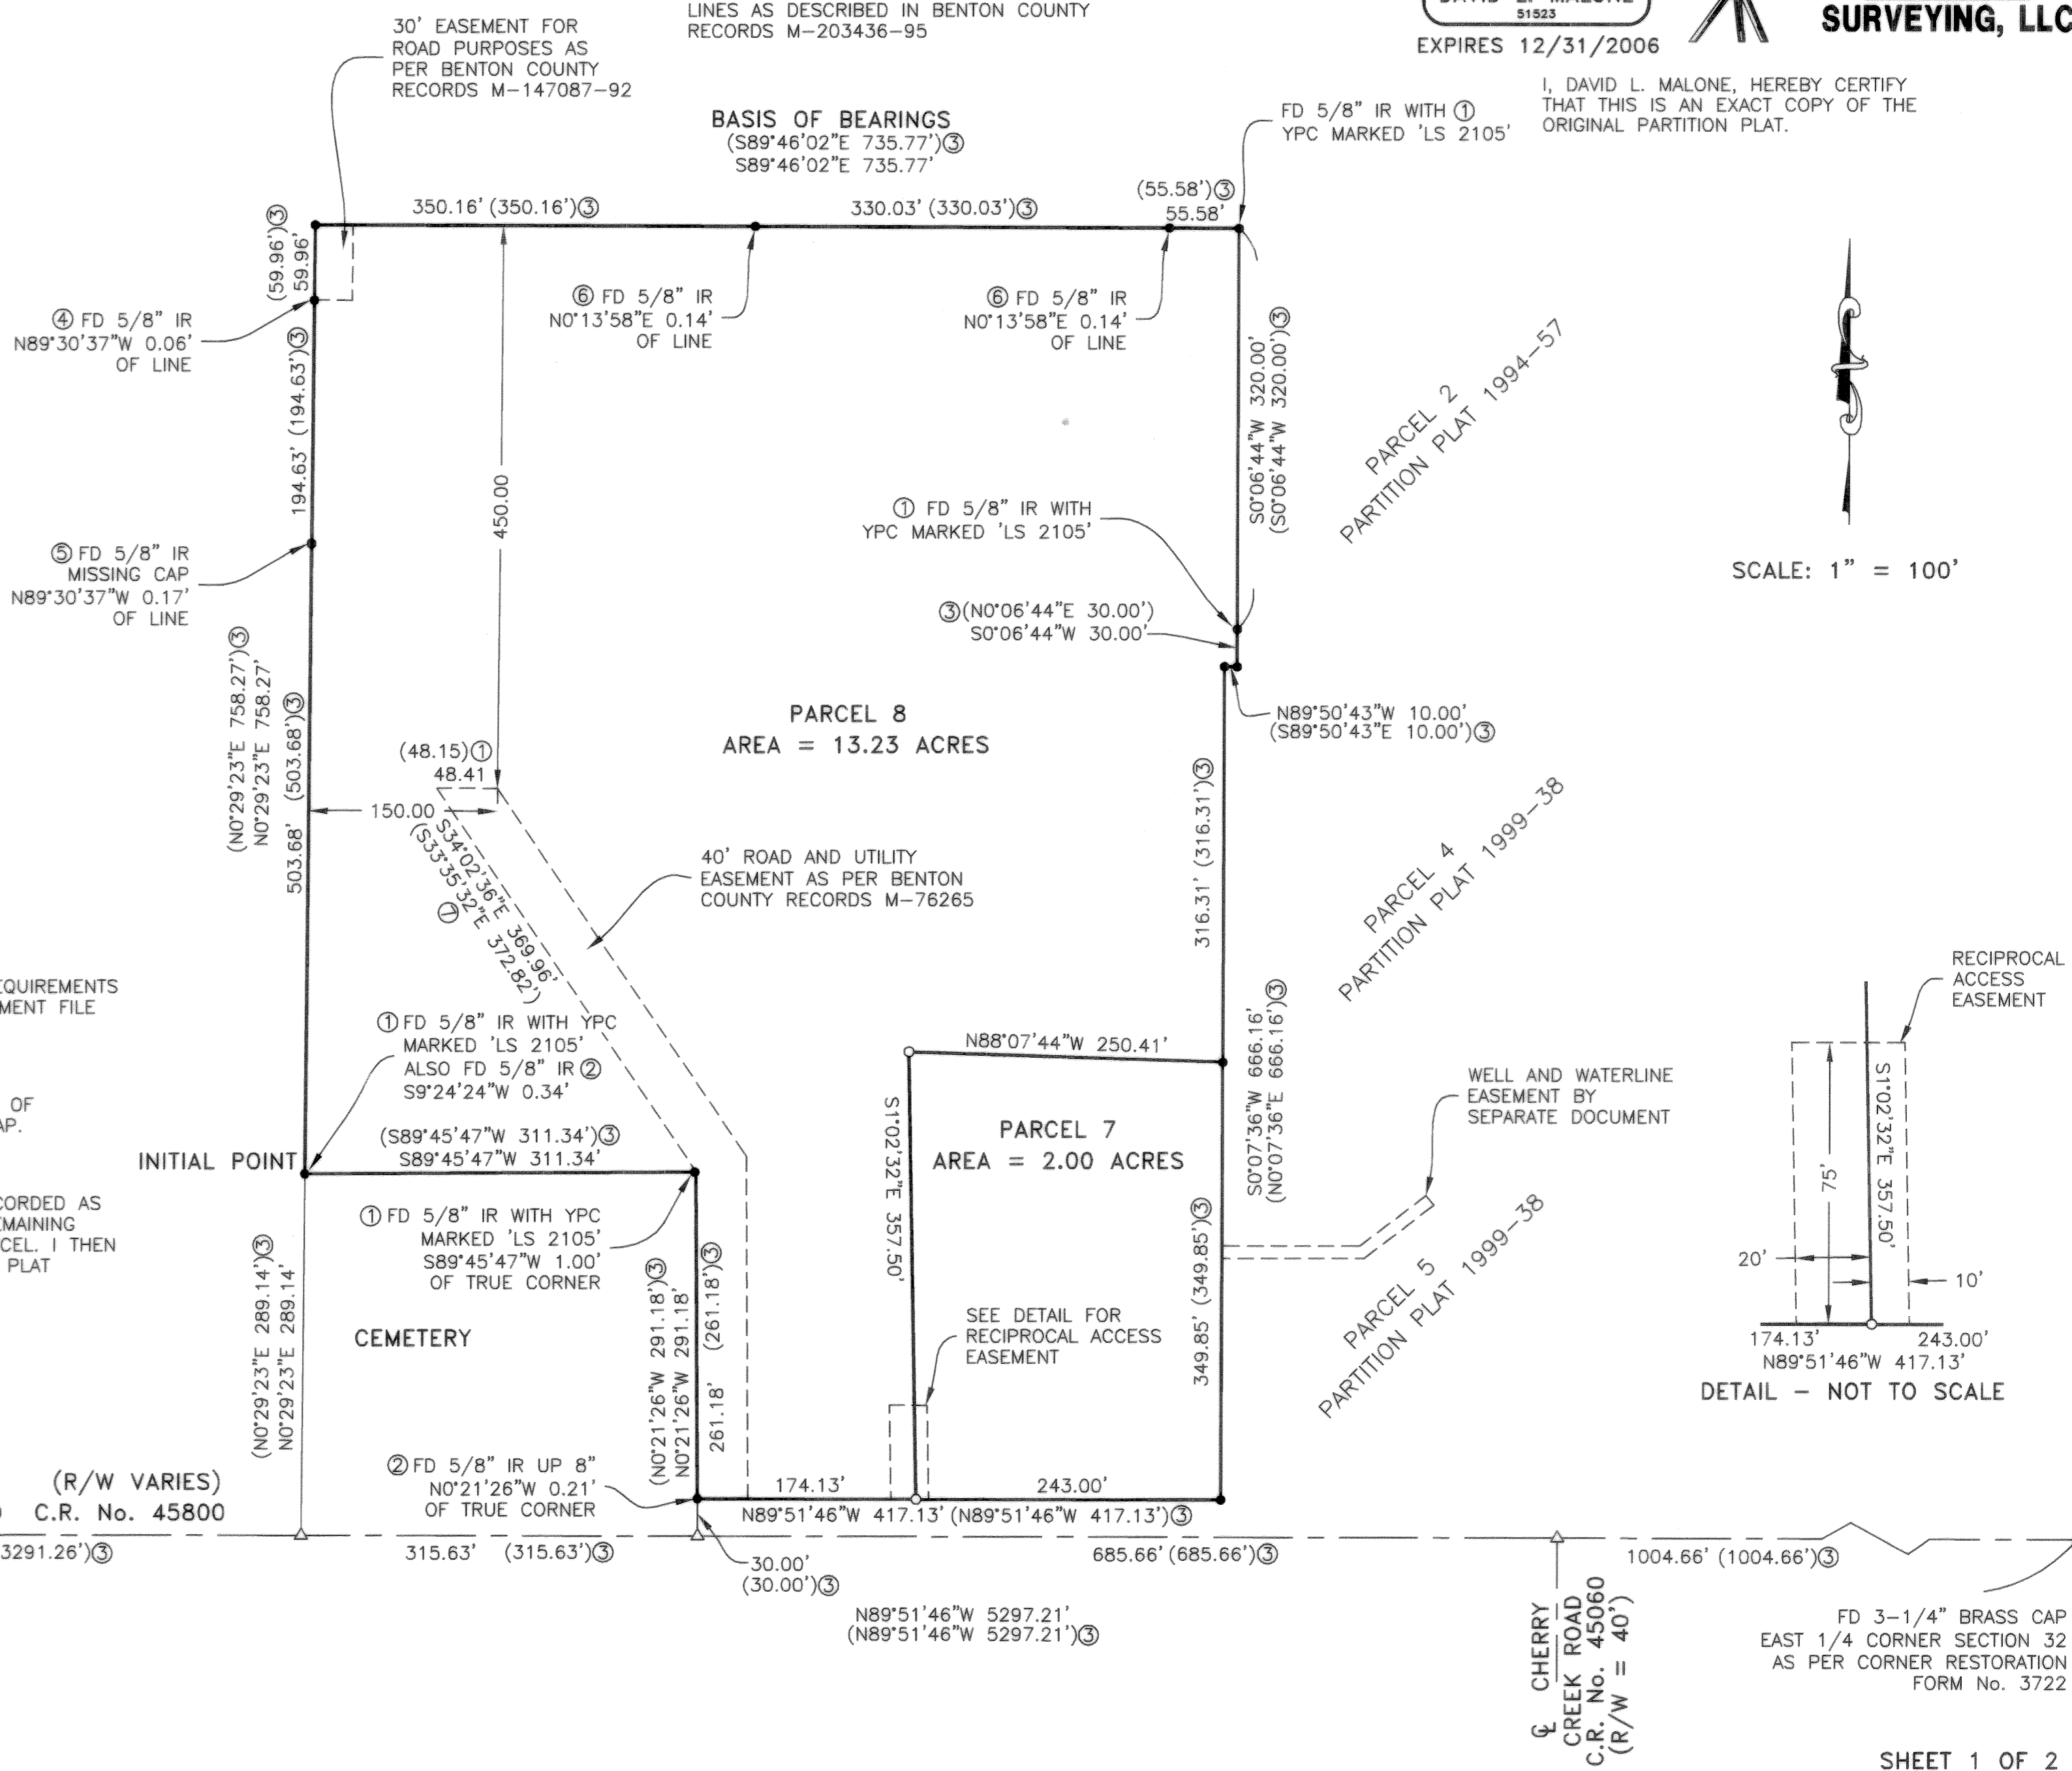 LINES AS DESCRIBED IN BENTON COUNTY
RECORDS M-203436-95
30' EASEMENT FOR
ROAD PURPOSES AS
PER BENTON COUNTY
RECORDS M-147087-92
51523
EXPIRES 12/31/2006
SURVEYING, LLC
I, DAVID L. MALONE, HEREBY CERTIFY
THAT THIS IS AN EXACT COPY OF THE
ORIGINAL PARTITION PLAT.
BASIS OF BEARINGS
(S89°46'02"E 735.77')③
S89°46'02"E 735.77'
FD 5/8" IR WITH ①
YPC MARKED 'LS 2105'
350.16' (350.16')③
330.03' (330.03')③
(55.58')③
55.58'
(59.96')③
59.96'
④ FD 5/8" IR
N89°30'37"W 0.06'
OF LINE
⑥ FD 5/8" IR
N0°13'58"E 0.14'
OF LINE
⑥ FD 5/8" IR
N0°13'58"E 0.14'
OF LINE
194.63' (194.63')③
450.00
S0°06'44"W 320.00'
(S0°06'44"W 320.00')③
PARCEL 2
PARTITION PLAT 1994-57
SCALE: 1" = 100'
① FD 5/8" IR WITH
YPC MARKED 'LS 2105'
⑤ FD 5/8" IR
MISSING CAP
N89°30'37"W 0.17'
OF LINE
③(N0°06'44"E 30.00')
S0°06'44"W 30.00'
(N0°29'23"E 758.27')③
N0°29'23"E 758.27'
503.68' (503.68')③
PARCEL 8
AREA = 13.23 ACRES
N89°50'43"W 10.00'
(S89°50'43"E 10.00')③
(48.15)①
48.41
150.00
S34°02'36"E 369.96'
(S33°35'32"E 372.82')
⑦
40' ROAD AND UTILITY
EASEMENT AS PER BENTON
COUNTY RECORDS M-76265
316.31' (316.31')③
PARCEL 4
PARTITION PLAT 1999-38
EQUIREMENTS
MENT FILE
RECIPROCAL
ACCESS
EASEMENT
①FD 5/8" IR WITH YPC
MARKED 'LS 2105'
ALSO FD 5/8" IR②
S9°24'24"W 0.34'
N88°07'44"W 250.41'
S0°07'36"W 666.16'
(N0°07'36"E 666.16')③
OF
AP.
WELL AND WATERLINE
EASEMENT BY
SEPARATE DOCUMENT
S1°02'32"E 357.50'
PARCEL 7
AREA = 2.00 ACRES
(S89°45'47"W 311.34')③
S89°45'47"W 311.34'
INITIAL POINT
S1°02'32"E 357.50'
75'
20'
10'
174.13'
243.00'
N89°51'46"W 417.13'
DETAIL - NOT TO SCALE
CORDED AS
EMAINING
CEL. I THEN
PLAT
①FD 5/8" IR WITH YPC
MARKED 'LS 2105'
S89°45'47"W 1.00'
OF TRUE CORNER
(N0°29'23"E 289.14')③
N0°29'23"E 289.14'
CEMETERY
(N0°21'26"W 291.18')③
N0°21'26"W 291.18'
261.18' (261.18')③
SEE DETAIL FOR
RECIPROCAL ACCESS
EASEMENT
349.85' (349.85')③
PARCEL 5
PARTITION PLAT 1999-38
②FD 5/8" IR UP 8"
N0°21'26"W 0.21'
OF TRUE CORNER
(R/W VARIES)
C.R. No. 45800
174.13'
243.00'
N89°51'46"W 417.13' (N89°51'46"W 417.13')③
3291.26')③
315.63' (315.63')③
30.00'
(30.00')③
685.66' (685.66')③
1004.66' (1004.66')③
N89°51'46"W 5297.21'
(N89°51'46"W 5297.21')③
℄ CHERRY
CREEK ROAD
C.R. No. 45060
(R/W = 40')
FD 3-1/4" BRASS CAP
EAST 1/4 CORNER SECTION 32
AS PER CORNER RESTORATION
FORM No. 3722
SHEET 1 OF 2